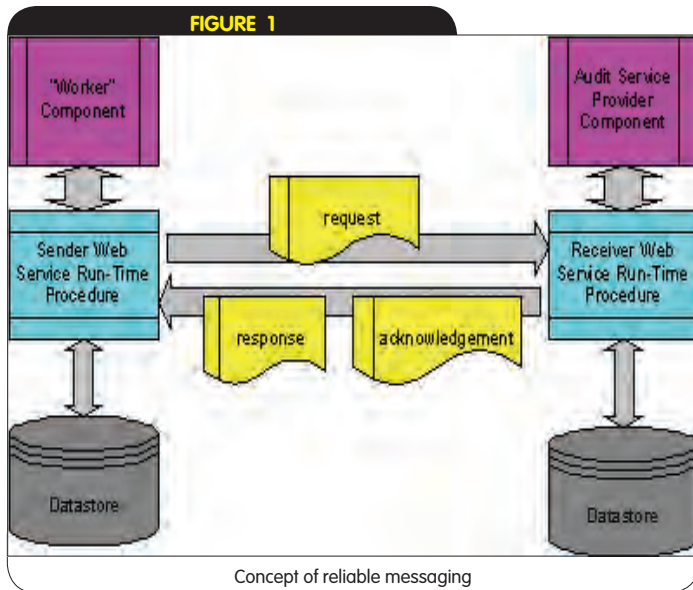 FIGURE 1
"Worker"
Component
Audit Service
Provider
Component
request
Sender Web
Service Run-Time
Procedure
Receiver Web
Service Run-Time
Procedure
response
acknowledgement
Datastore
Datastore
Concept of reliable messaging